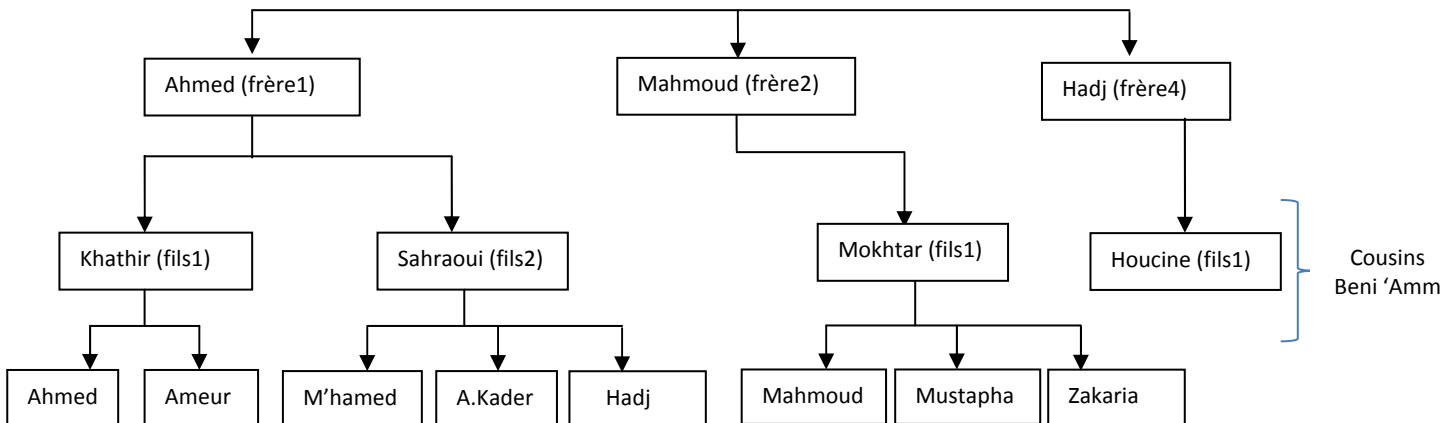 Ahmed (frère1)
Mahmoud (frère2)
Hadj (frère4)
Khathir (fils1)
Sahraoui (fils2)
Mokhtar (fils1)
Houcine (fils1)
Cousins
Beni ‘Amm
Ahmed
Ameur
M’hamed
A.Kader
Hadj
Mahmoud
Mustapha
Zakaria